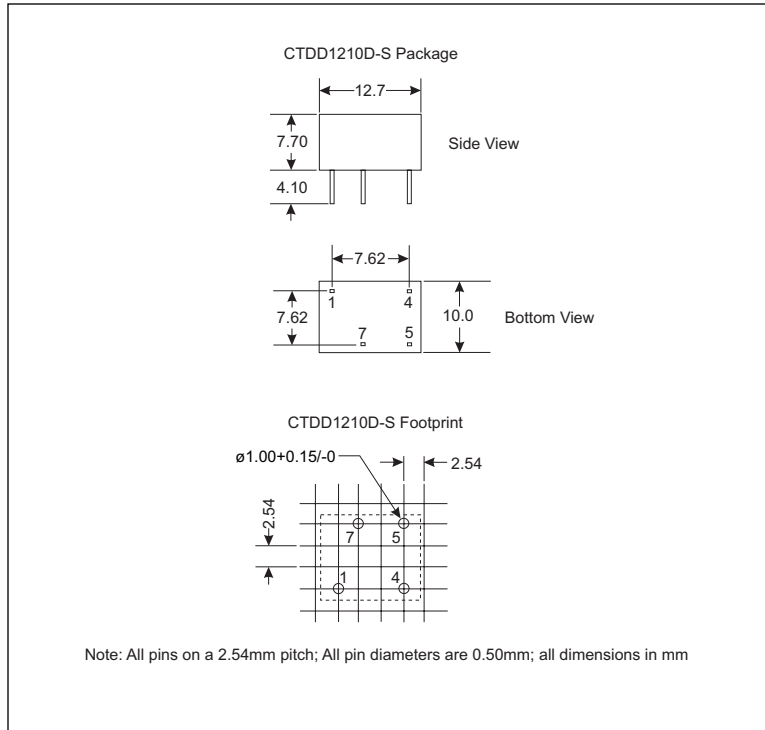 CTDD1210D-S Package
12.7
7.70
Side View
4.10
7.62
1 4
7.62
10.0
Bottom View
7 5
CTDD1210D-S Footprint
ø1.00+0.15/-0
2.54
2.54
7 5
1 4
Note: All pins on a 2.54mm pitch; All pin diameters are 0.50mm; all dimensions in mm